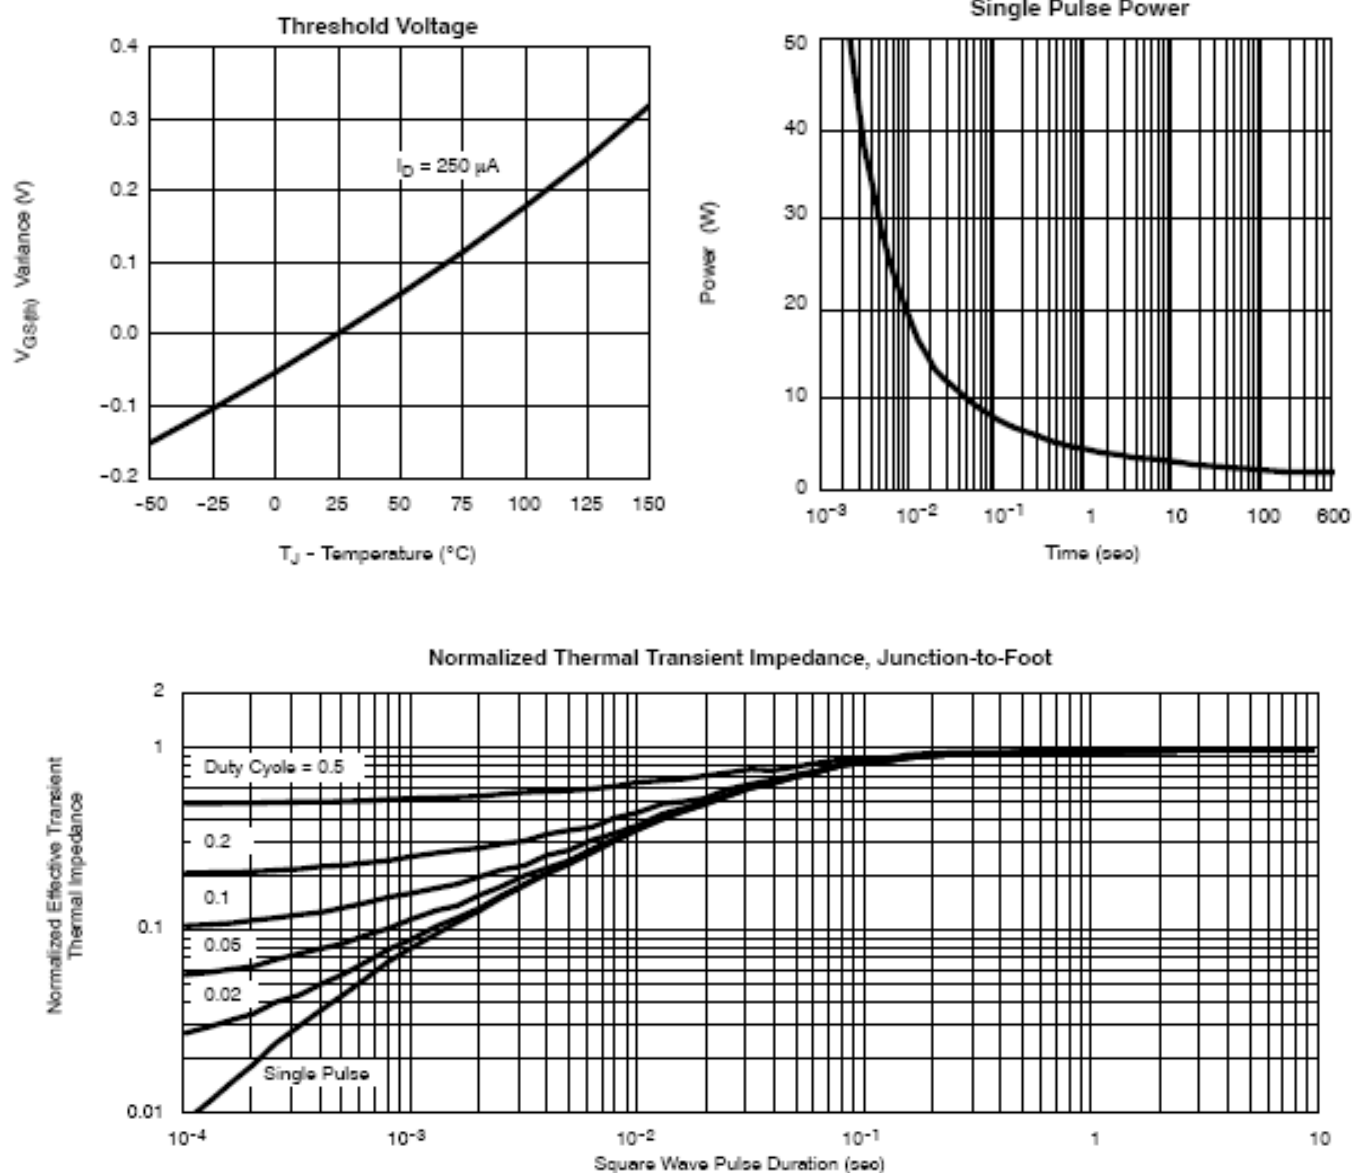 Threshold Voltage
0.4
0.3
0.2
0.1
0.0
–0.1
–0.2
V_GS(th) Variance (V)
I_D = 250 µA
–50 –25 0 25 50 75 100 125 150
T_J – Temperature (°C)
Single Pulse Power
50
40
30
20
10
0
Power (W)
10^–3 10^–2 10^–1 1 10 100 600
Time (sec)
Normalized Thermal Transient Impedance, Junction-to-Foot
2
1
0.1
0.01
Normalized Effective Transient
Thermal Impedance
Duty Cycle = 0.5
0.2
0.1
0.05
0.02
Single Pulse
10^–4 10^–3 10^–2 10^–1 1 10
Square Wave Pulse Duration (sec)